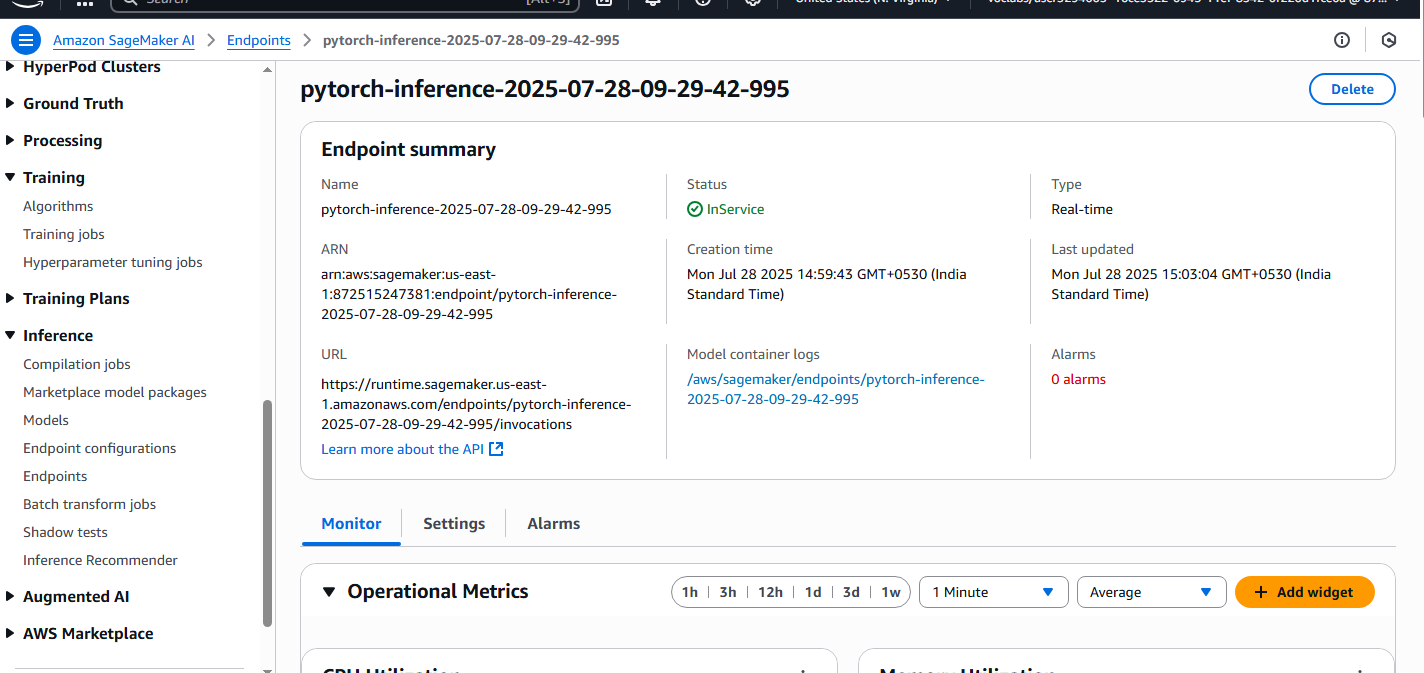 Search
[Alt+S]
Amazon SageMaker AI
Endpoints
pytorch-inference-2025-07-28-09-29-42-995
HyperPod Clusters
Ground Truth
Processing
Training
Algorithms
Training jobs
Hyperparameter tuning jobs
Training Plans
Inference
Compilation jobs
Marketplace model packages
Models
Endpoint configurations
Endpoints
Batch transform jobs
Shadow tests
Inference Recommender
Augmented AI
AWS Marketplace
pytorch-inference-2025-07-28-09-29-42-995
Delete
Endpoint summary
Name
pytorch-inference-2025-07-28-09-29-42-995
Status
InService
Type
Real-time
ARN
arn:aws:sagemaker:us-east-
1:872515247381:endpoint/pytorch-inference-
2025-07-28-09-29-42-995
Creation time
Mon Jul 28 2025 14:59:43 GMT+0530 (India
Standard Time)
Last updated
Mon Jul 28 2025 15:03:04 GMT+0530 (India
Standard Time)
URL
https://runtime.sagemaker.us-east-
1.amazonaws.com/endpoints/pytorch-inference-
2025-07-28-09-29-42-995/invocations
Learn more about the API
Model container logs
/aws/sagemaker/endpoints/pytorch-inference-
2025-07-28-09-29-42-995
Alarms
0 alarms
Monitor
Settings
Alarms
Operational Metrics
1h
3h
12h
1d
3d
1w
1 Minute
Average
Add widget
CPU Utilization
Memory Utilization